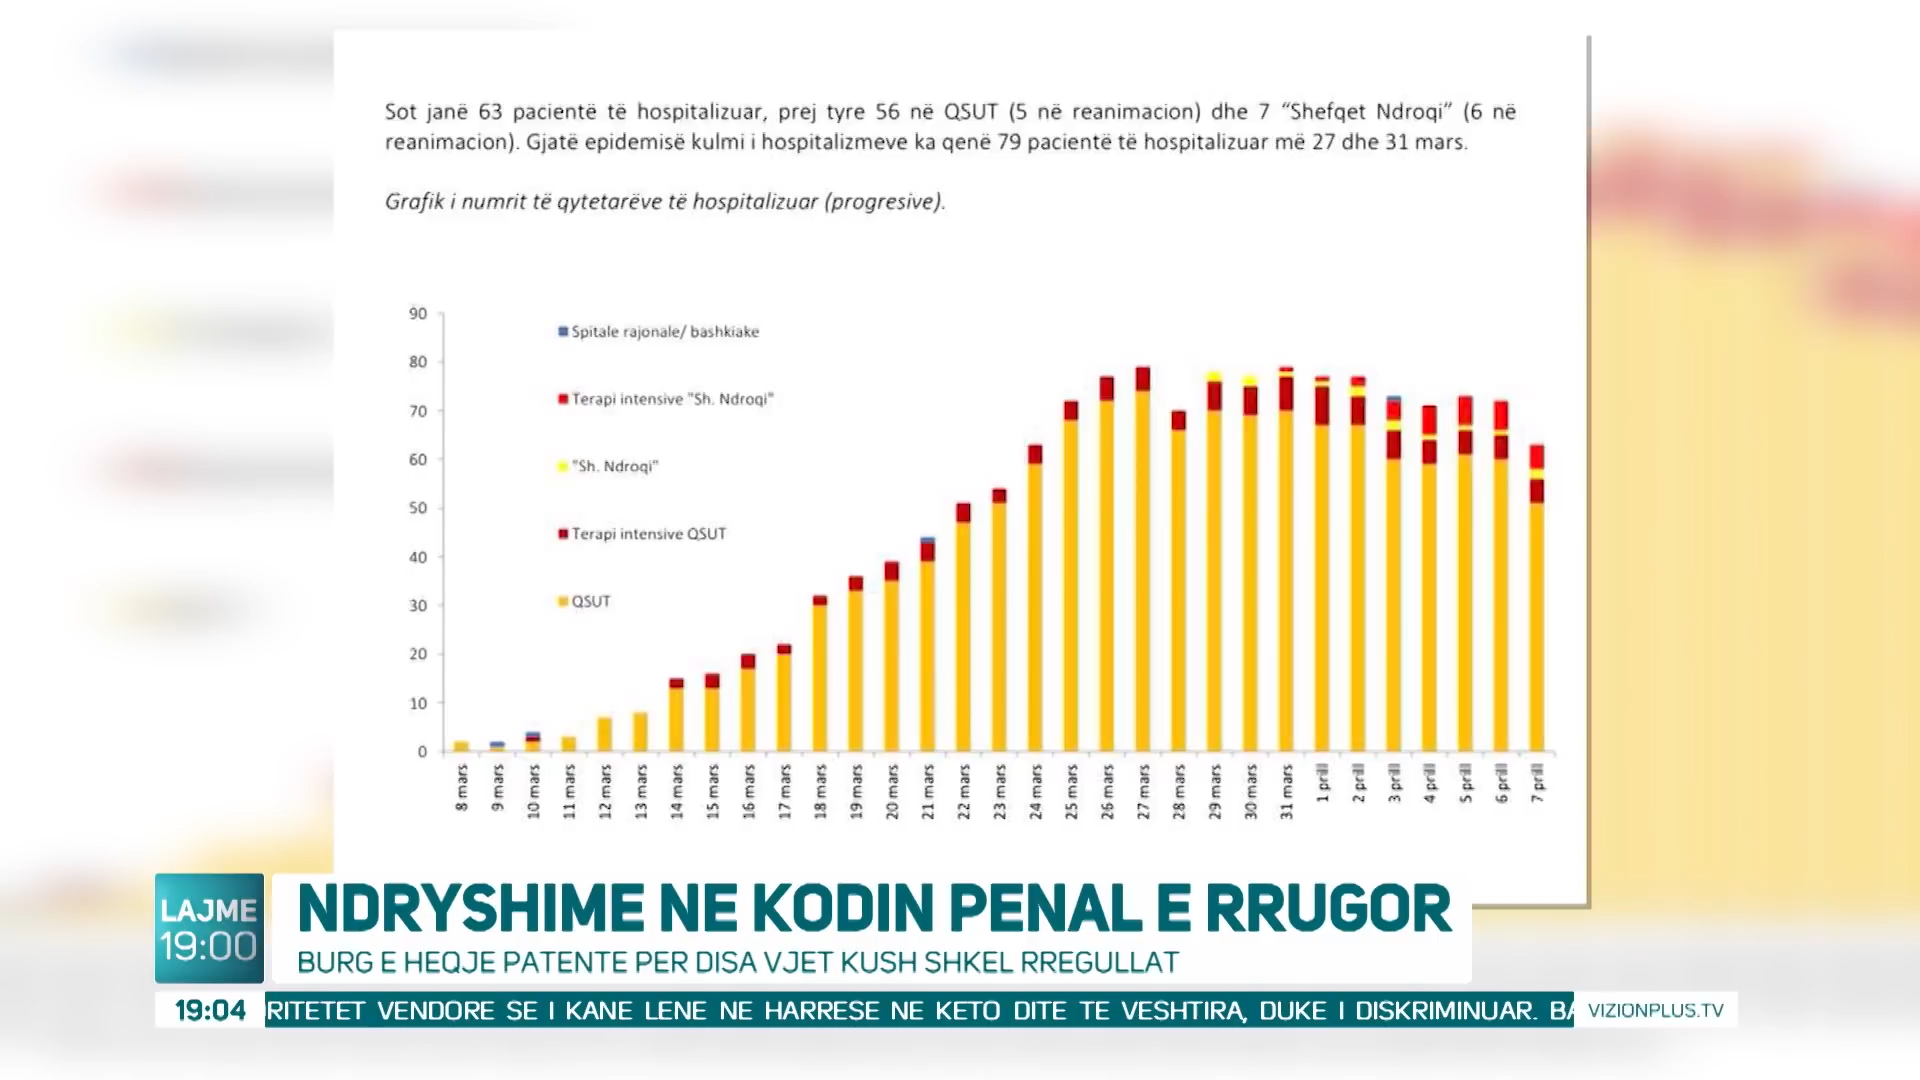 Sot janë 63 pacientë të hospitalizuar, prej tyre 56 në QSUT (5 në reanimacion) dhe 7 “Shefqet Ndroqi” (6 në
reanimacion). Gjatë epidemisë kulmi i hospitalizmeve ka qenë 79 pacientë të hospitalizuar më 27 dhe 31 mars.
Grafik i numrit të qytetarëve të hospitalizuar (progresive).
90
80
70
60
50
40
30
20
10
0
Spitale rajonale/ bashkiake
Terapi intensive "Sh. Ndroqi"
"Sh. Ndroqi"
Terapi intensive QSUT
QSUT
8 mars
9 mars
10 mars
11 mars
12 mars
13 mars
14 mars
15 mars
16 mars
17 mars
18 mars
19 mars
20 mars
21 mars
22 mars
23 mars
24 mars
25 mars
26 mars
27 mars
28 mars
29 mars
30 mars
31 mars
1 prill
2 prill
3 prill
4 prill
5 prill
6 prill
7 prill
LAJME
19:00
NDRYSHIME NE KODIN PENAL E RRUGOR
BURG E HEQJE PATENTE PER DISA VJET KUSH SHKEL RREGULLAT
19:04
RITETET VENDORE SE I KANE LENE NE HARRESE NE KETO DITE TE VESHTIRA, DUKE I DISKRIMINUAR. BA
VIZIONPLUS.TV